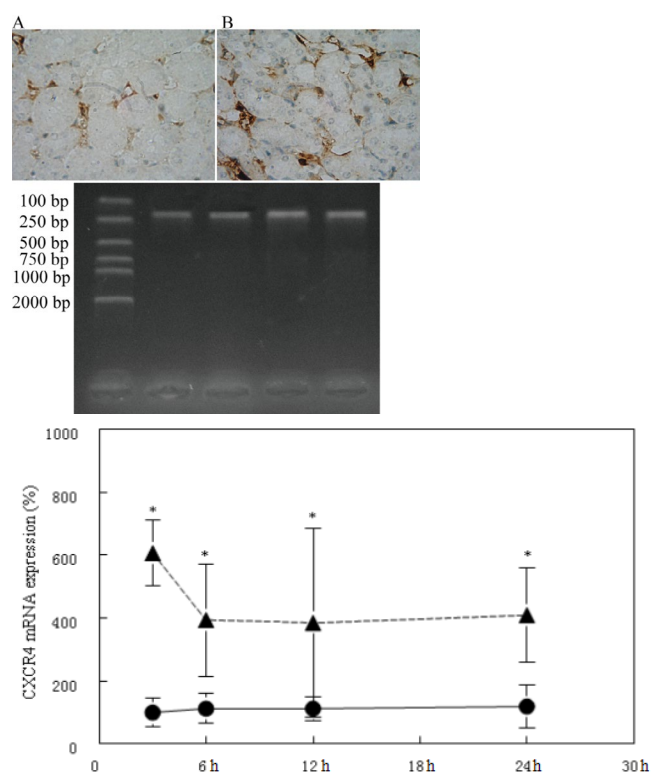 A B
100 bp
250 bp
500 bp
750 bp
1000 bp
2000 bp
1000
800
600
400
200
0
CXCR4 mRNA expression (%)
* * * *
0 6 h 12 h 18 h 24 h 30 h